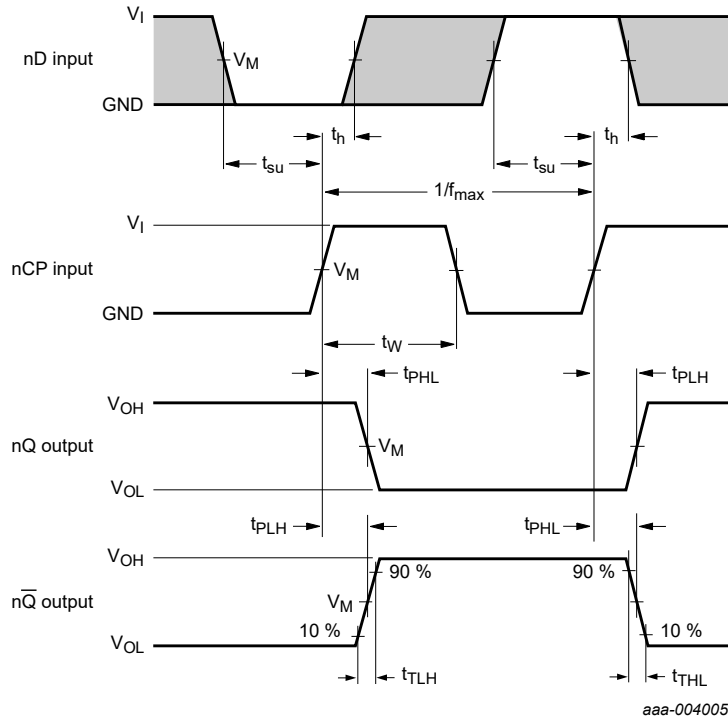 V_I
nD input
V_M
GND
t_h
t_h
t_su
t_su
1/f_max
V_I
nCP input
V_M
GND
t_W
t_PHL
t_PLH
V_OH
nQ output
V_M
V_OL
t_PLH
t_PHL
V_OH
90 %
90 %
nQ̅ output
V_M
10 %
10 %
V_OL
t_TLH
t_THL
aaa-004005